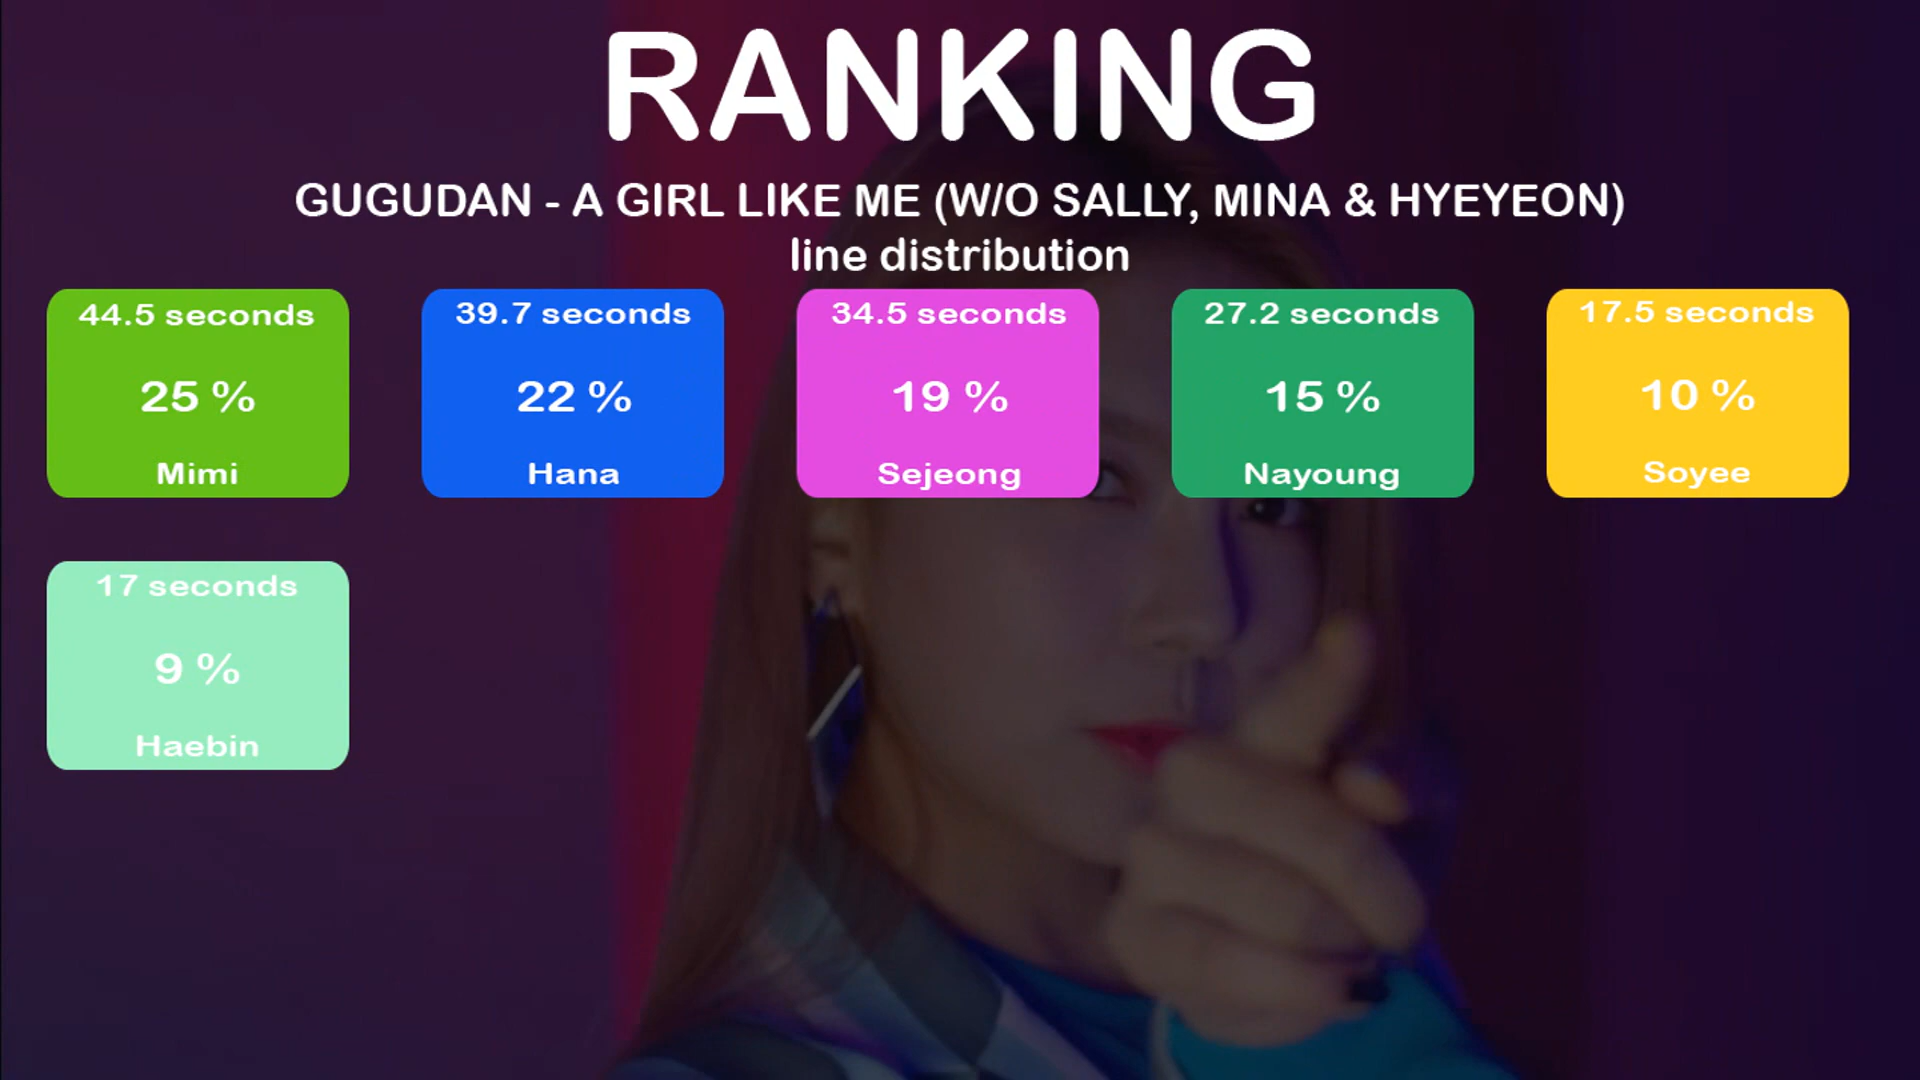 RANKING
GUGUDAN - A GIRL LIKE ME (W/O SALLY, MINA & HYEYEON)
line distribution
44.5 seconds
25 %
Mimi
39.7 seconds
22 %
Hana
34.5 seconds
19 %
Sejeong
27.2 seconds
15 %
Nayoung
17.5 seconds
10 %
Soyee
17 seconds
9 %
Haebin